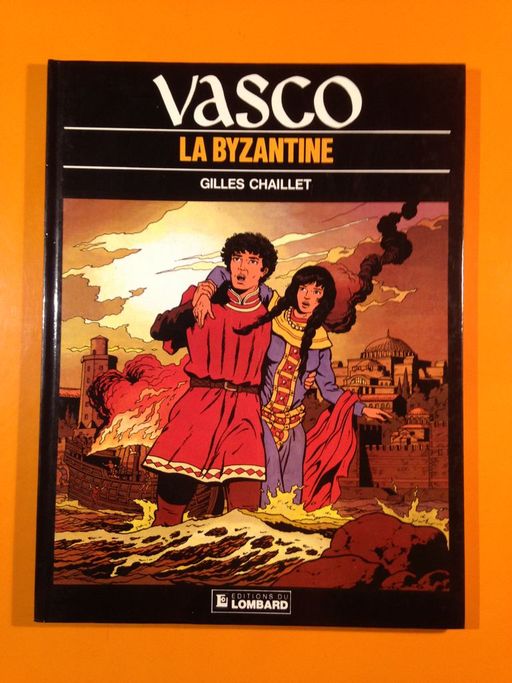 VASCO
LA BYZANTINE
GILLES CHAILLET
EDITIONS DU
LOMBARD